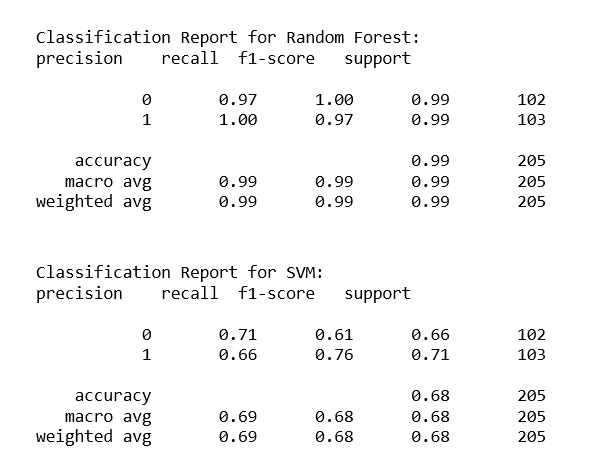 Classification Report for Random Forest:
precision    recall  f1-score   support

           0       0.97      1.00      0.99       102
           1       1.00      0.97      0.99       103

    accuracy                           0.99       205
   macro avg       0.99      0.99      0.99       205
weighted avg       0.99      0.99      0.99       205


Classification Report for SVM:
precision    recall  f1-score   support

           0       0.71      0.61      0.66       102
           1       0.66      0.76      0.71       103

    accuracy                           0.68       205
   macro avg       0.69      0.68      0.68       205
weighted avg       0.69      0.68      0.68       205